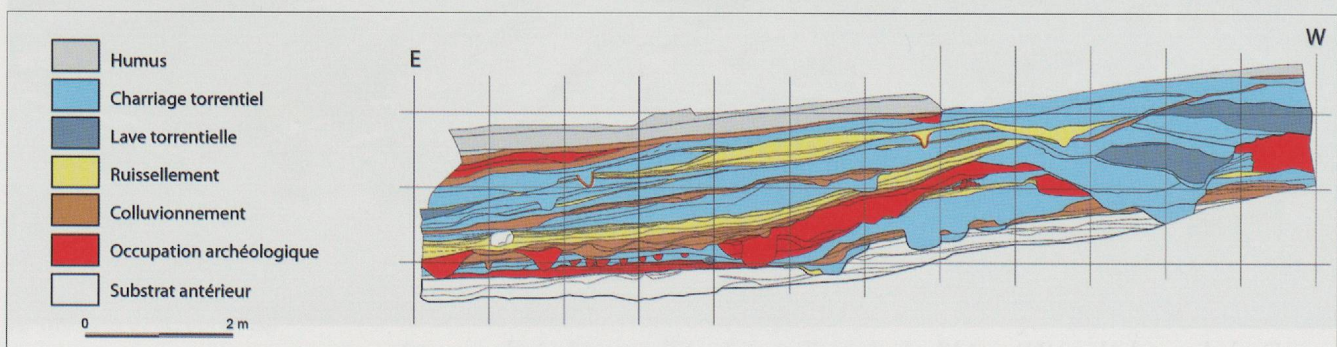 Humus
Charriage torrentiel
Lave torrentielle
Ruissellement
Colluvionnement
Occupation archéologique
Substrat antérieur
0 2 m
E
W